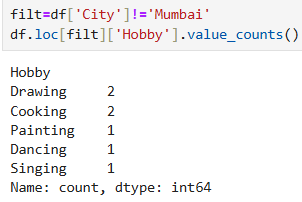 filt=df['City']!='Mumbai'
df.loc[filt]['Hobby'].value_counts()
Hobby
Drawing     2
Cooking     2
Painting    1
Dancing     1
Singing     1
Name: count, dtype: int64